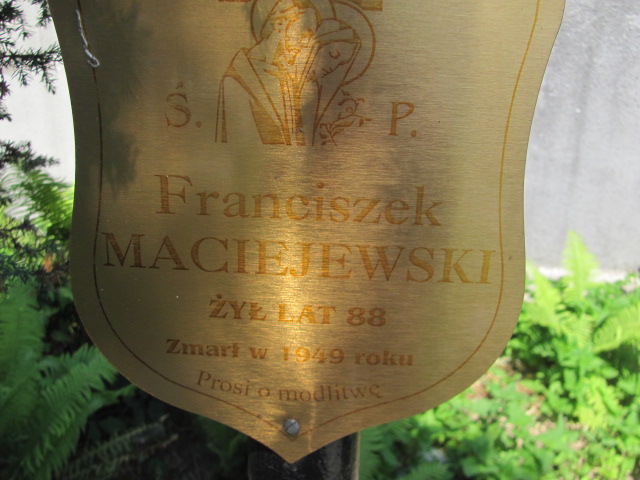 Ś. P.
Franciszek
MACIEJEWSKI
ŻYŁ LAT 88
Zmarł w 1949 roku
Prosi o modlitwę